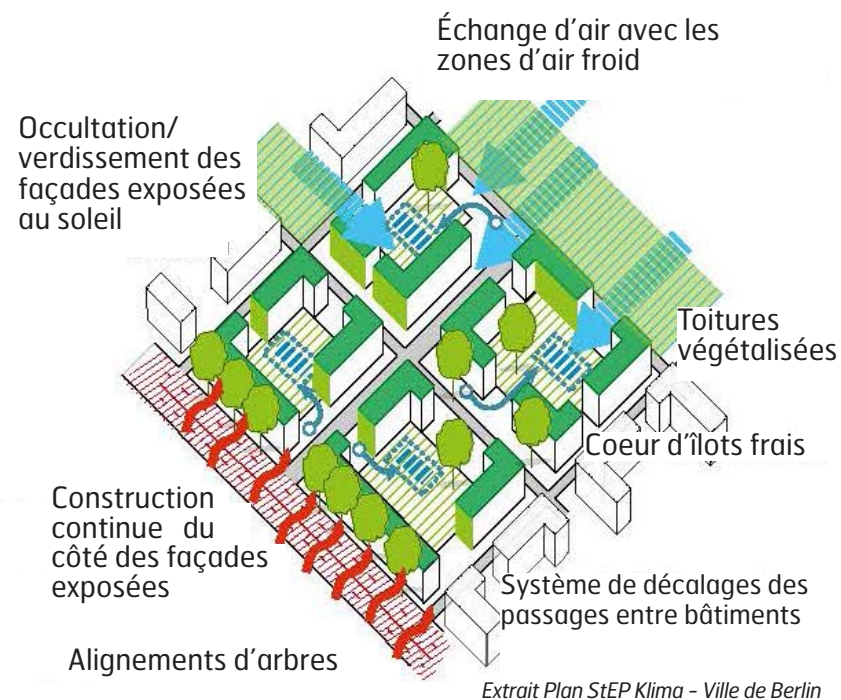 Échange d'air avec les
zones d'air froid
Occultation/
verdissement des
façades exposées
au soleil
Toitures
végétalisées
Coeur d'îlots frais
Construction
continue du
côté des façades
exposées
Système de décalages des
passages entre bâtiments
Alignements d'arbres
Extrait Plan StEP Klima – Ville de Berlin